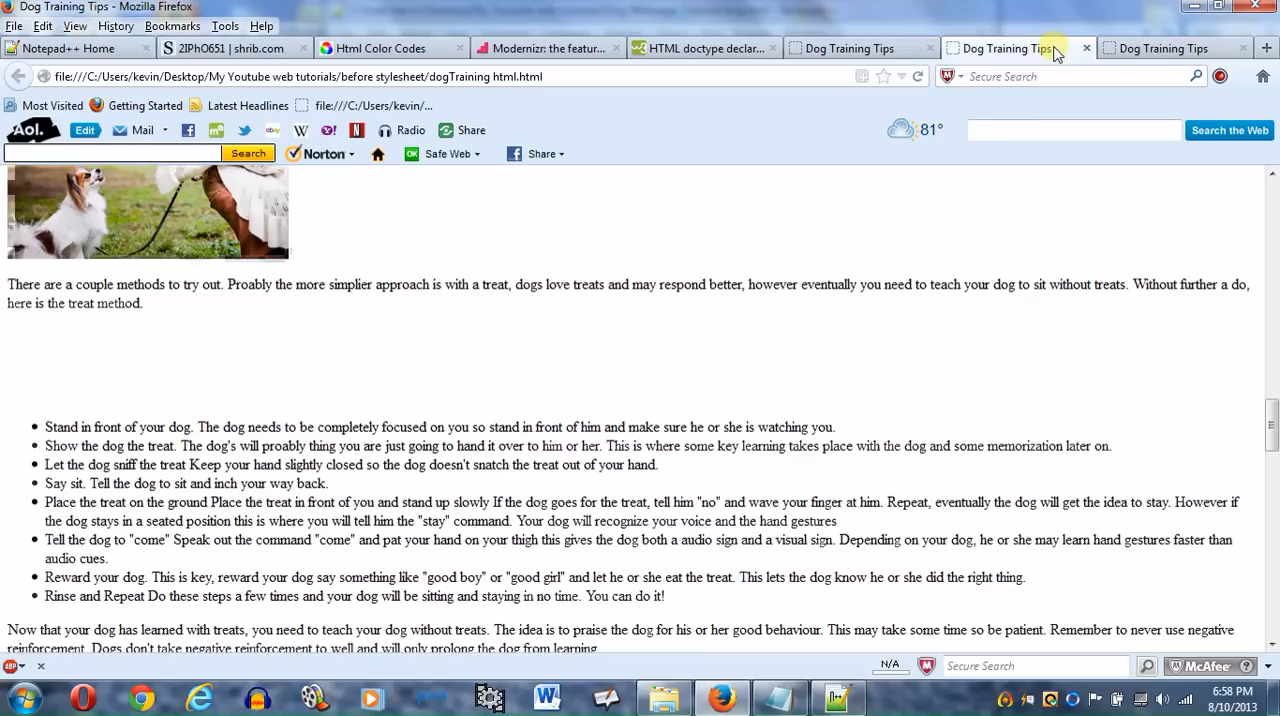 Dog Training Tips - Mozilla Firefox
File Edit View History Bookmarks Tools Help
Notepad++ Home
2IPhO651 | shrib.com
Html Color Codes
Modernizr: the featur...
HTML doctype declar...
Dog Training Tips
Dog Training Tips
Dog Training Tips
file:///C:/Users/kevin/Desktop/My Youtube web tutorials/before stylesheet/dogTraining html.html
Secure Search
Most Visited Getting Started Latest Headlines file:///C:/Users/kevin/...
Aol. Edit Mail Radio Share 81° Search the Web
Search Norton Safe Web Share
There are a couple methods to try out. Proably the more simplier approach is with a treat, dogs love treats and may respond better, however eventually you need to teach your dog to sit without treats. Without further a do,
here is the treat method.
Stand in front of your dog. The dog needs to be completely focused on you so stand in front of him and make sure he or she is watching you.
Show the dog the treat. The dog's will proably thing you are just going to hand it over to him or her. This is where some key learning takes place with the dog and some memorization later on.
Let the dog sniff the treat Keep your hand slightly closed so the dog doesn't snatch the treat out of your hand.
Say sit. Tell the dog to sit and inch your way back.
Place the treat on the ground Place the treat in front of you and stand up slowly If the dog goes for the treat, tell him "no" and wave your finger at him. Repeat, eventually the dog will get the idea to stay. However if
the dog stays in a seated position this is where you will tell him the "stay" command. Your dog will recognize your voice and the hand gestures
Tell the dog to "come" Speak out the command "come" and pat your hand on your thigh this gives the dog both a audio sign and a visual sign. Depending on your dog, he or she may learn hand gestures faster than
audio cues.
Reward your dog. This is key, reward your dog say something like "good boy" or "good girl" and let he or she eat the treat. This lets the dog know he or she did the right thing.
Rinse and Repeat Do these steps a few times and your dog will be sitting and staying in no time. You can do it!
Now that your dog has learned with treats, you need to teach your dog without treats. The idea is to praise the dog for his or her good behaviour. This may take some time so be patient. Remember to never use negative
reinforcement. Dogs don't take negative reinforcement to well and will only prolong the dog from learning
ABP N/A Secure Search McAfee
6:58 PM
8/10/2013